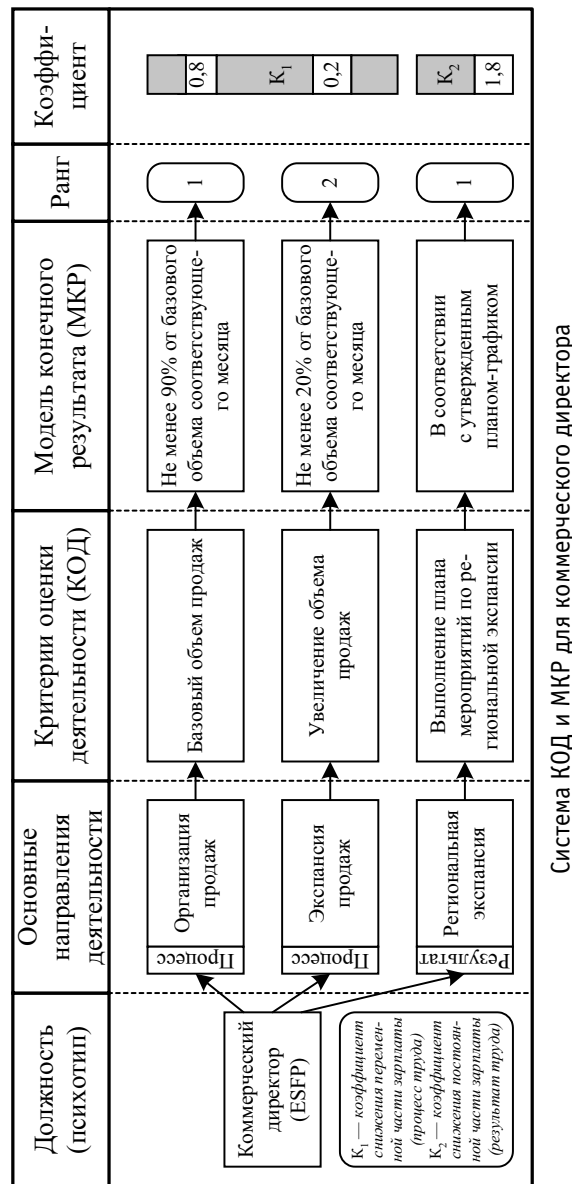 Должность
(психотип)
Основные
направления
деятельности
Критерии оценки
деятельности (КОД)
Модель конечного
результата (МКР)
Ранг
Коэффи-
циент
Коммерческий
директор
(ESFP)
Процесс
Организация
продаж
Базовый объем продаж
Не менее 90% от базового
объема соответствующе-
го месяца
1
0,8
К₁
Процесс
Экспансия
продаж
Увеличение объема
продаж
Не менее 20% от базового
объема соответствующе-
го месяца
2
0,2
Результат
Региональная
экспансия
Выполнение плана
мероприятий по ре-
гиональной экспансии
В соответствии
с утвержденным
планом-графиком
1
К₂
1,8
К₁ — коэффициент
снижения перемен-
ной части зарплаты
(процесс труда)
К₂ — коэффициент
снижения постоян-
ной части зарплаты
(результат труда)
Система КОД и МКР для коммерческого директора